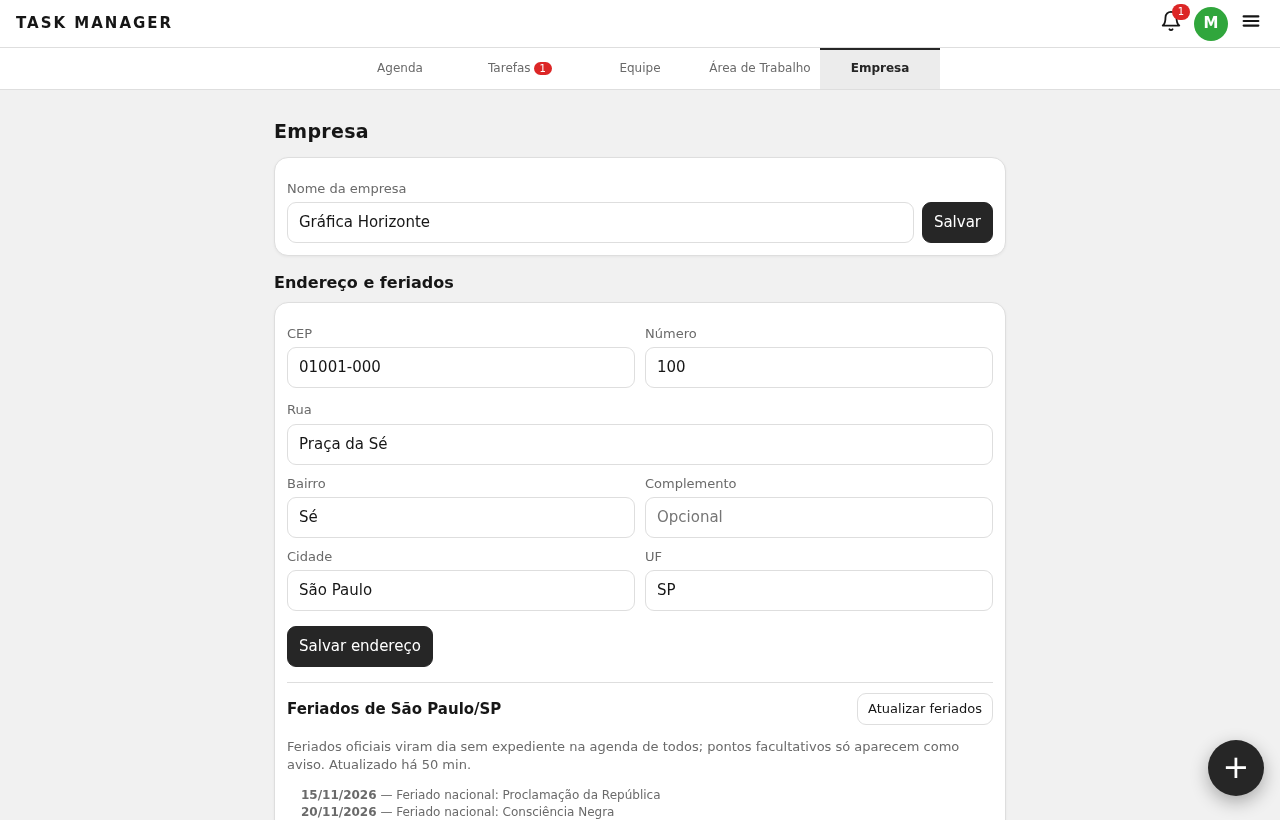 TASK MANAGER
1
M
Agenda
Tarefas 1
Equipe
Área de Trabalho
Empresa
Empresa
Nome da empresa
Gráfica Horizonte
Salvar
Endereço e feriados
CEP
Número
01001-000
100
Rua
Praça da Sé
Bairro
Complemento
Sé
Opcional
Cidade
UF
São Paulo
SP
Salvar endereço
Feriados de São Paulo/SP
Atualizar feriados
Feriados oficiais viram dia sem expediente na agenda de todos; pontos facultativos só aparecem como
aviso. Atualizado há 50 min.
15/11/2026 — Feriado nacional: Proclamação da República
20/11/2026 — Feriado nacional: Consciência Negra